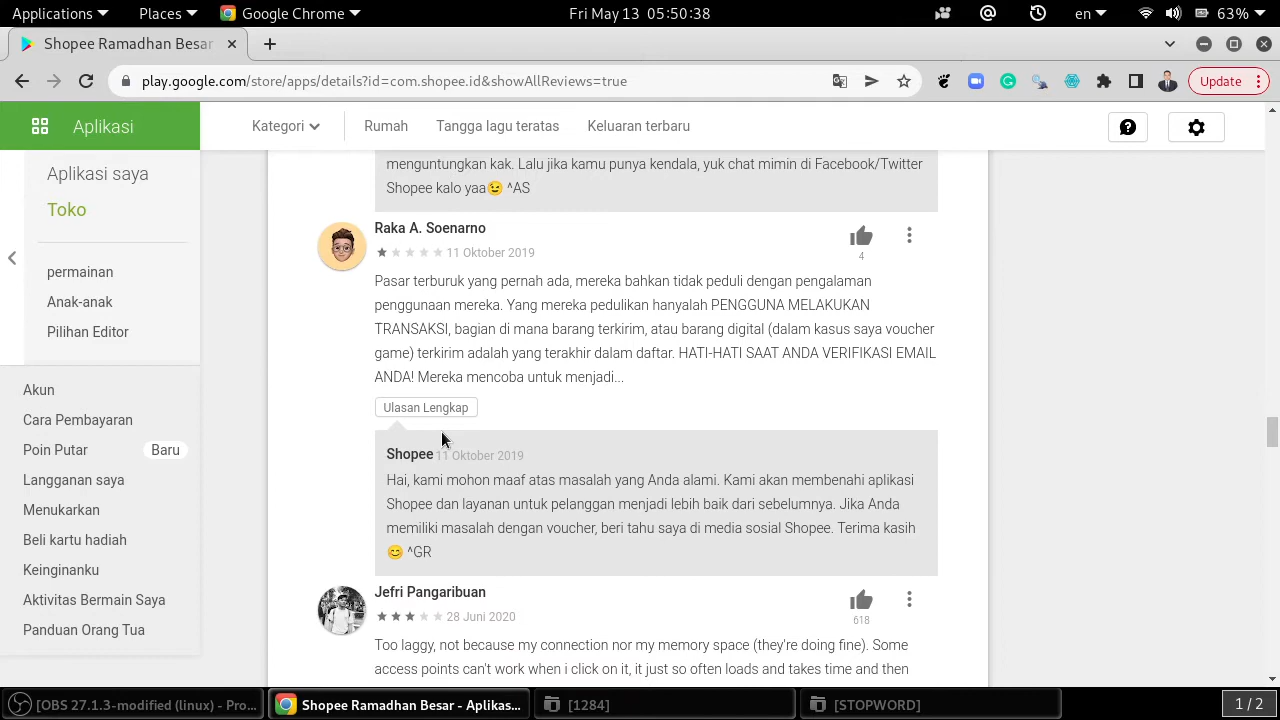 Applications Places Google Chrome Fri May 13 05:50:38 en 63%
Shopee Ramadhan Besar
play.google.com/store/apps/details?id=com.shopee.id&showAllReviews=true Update
Aplikasi Kategori Rumah Tangga lagu teratas Keluaran terbaru
Aplikasi saya
Toko
permainan
Anak-anak
Pilihan Editor
Akun
Cara Pembayaran
Poin Putar Baru
Langganan saya
Menukarkan
Beli kartu hadiah
Keinginanku
Aktivitas Bermain Saya
Panduan Orang Tua
menguntungkan kak. Lalu jika kamu punya kendala, yuk chat mimin di Facebook/Twitter
Shopee kalo yaa😉 ^AS
Raka A. Soenarno
11 Oktober 2019
4
Pasar terburuk yang pernah ada, mereka bahkan tidak peduli dengan pengalaman
penggunaan mereka. Yang mereka pedulikan hanyalah PENGGUNA MELAKUKAN
TRANSAKSI, bagian di mana barang terkirim, atau barang digital (dalam kasus saya voucher
game) terkirim adalah yang terakhir dalam daftar. HATI-HATI SAAT ANDA VERIFIKASI EMAIL
ANDA! Mereka mencoba untuk menjadi...
Ulasan Lengkap
Shopee 11 Oktober 2019
Hai, kami mohon maaf atas masalah yang Anda alami. Kami akan membenahi aplikasi
Shopee dan layanan untuk pelanggan menjadi lebih baik dari sebelumnya. Jika Anda
memiliki masalah dengan voucher, beri tahu saya di media sosial Shopee. Terima kasih
😊 ^GR
Jefri Pangaribuan
28 Juni 2020
618
Too laggy, not because my connection nor my memory space (they're doing fine). Some
access points can't work when i click on it, it just so often loads and takes time and then
[OBS 27.1.3-modified (linux) - Pro... Shopee Ramadhan Besar - Aplikas... [1284] [STOPWORD] 1 / 2